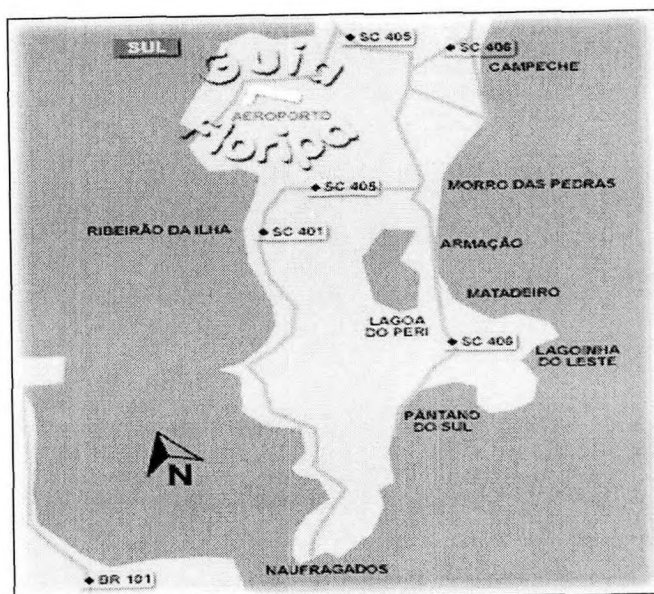 SUL
SC 405
SC 406
CAMPECHE
Guia
AEROPORTO
Floripa
SC 405
MORRO DAS PEDRAS
RIBEIRÃO DA ILHA
SC 401
ARMAÇÃO
MATADEIRO
LAGOA
DO PERI
SC 406
LAGOINHA
DO LESTE
PÂNTANO
DO SUL
N
NAUFRAGADOS
BR 101